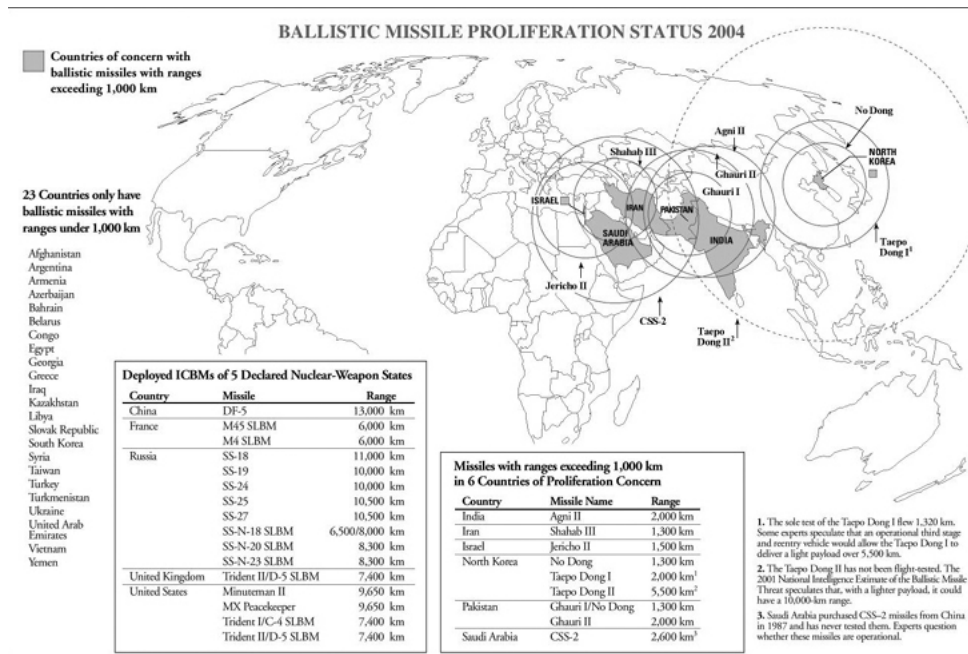 BALLISTIC MISSILE PROLIFERATION STATUS 2004
Countries of concern with
ballistic missiles with ranges
exceeding 1,000 km
23 Countries only have
ballistic missiles with
ranges under 1,000 km
Afghanistan
Argentina
Armenia
Azerbaijan
Bahrain
Belarus
Congo
Egypt
Georgia
Greece
Iraq
Kazakhstan
Libya
Slovak Republic
South Korea
Syria
Taiwan
Turkey
Turkmenistan
Ukraine
United Arab
Emirates
Vietnam
Yemen
No Dong
Agni II
NORTH
KOREA
Shahab III
Ghauri II
Ghauri I
ISRAEL
IRAN
PAKISTAN
SAUDI
ARABIA
INDIA
Taepo
Dong I¹
Jericho II
CSS-2
Taepo
Dong II²
Deployed ICBMs of 5 Declared Nuclear-Weapon States
Country Missile Range
China DF-5 13,000 km
France M45 SLBM 6,000 km
M4 SLBM 6,000 km
Russia SS-18 11,000 km
SS-19 10,000 km
SS-24 10,000 km
SS-25 10,500 km
SS-27 10,500 km
SS-N-18 SLBM 6,500/8,000 km
SS-N-20 SLBM 8,300 km
SS-N-23 SLBM 8,300 km
United Kingdom Trident II/D-5 SLBM 7,400 km
United States Minuteman II 9,650 km
MX Peacekeeper 9,650 km
Trident I/C-4 SLBM 7,400 km
Trident II/D-5 SLBM 7,400 km
Missiles with ranges exceeding 1,000 km
in 6 Countries of Proliferation Concern
Country Missile Name Range
India Agni II 2,000 km
Iran Shahab III 1,300 km
Israel Jericho II 1,500 km
North Korea No Dong 1,300 km
Taepo Dong I 2,000 km¹
Taepo Dong II 5,500 km²
Pakistan Ghauri I/No Dong 1,300 km
Ghauri II 2,000 km
Saudi Arabia CSS-2 2,600 km³
1. The sole test of the Taepo Dong I flew 1,320 km.
Some experts speculate that an operational third stage
and reentry vehicle would allow the Taepo Dong I to
deliver a light payload over 5,500 km.
2. The Taepo Dong II has not been flight-tested. The
2001 National Intelligence Estimate of the Ballistic Missile
Threat speculates that, with a lighter payload, it could
have a 10,000-km range.
3. Saudi Arabia purchased CSS–2 missiles from China
in 1987 and has never tested them. Experts question
whether these missiles are operational.